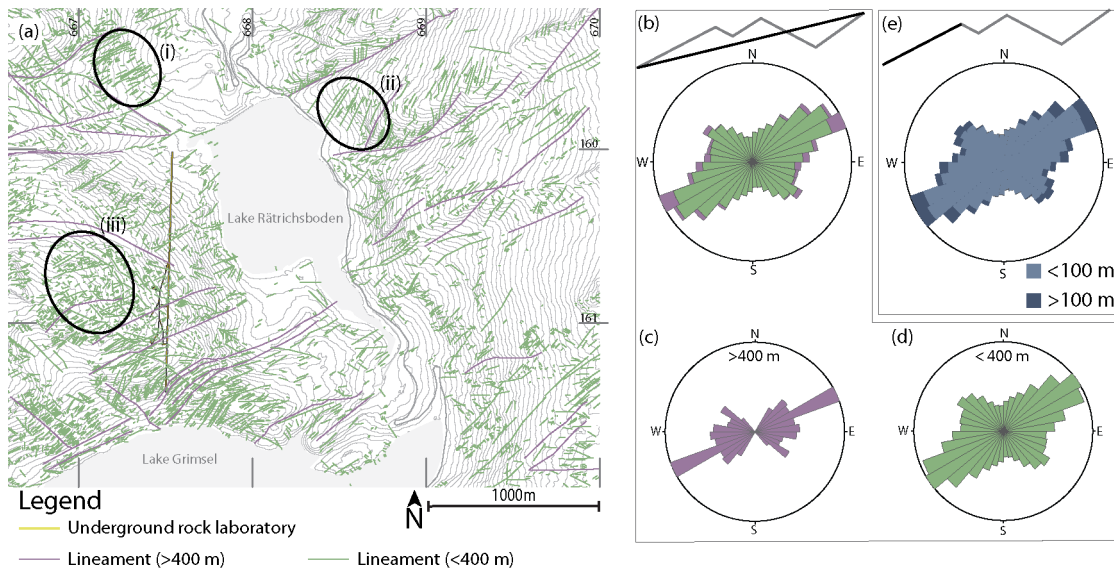 (a)
667
668
669
670
(i)
(ii)
160
Lake Rätrichsboden
(iii)
161
Lake Grimsel
1000m
N
Legend
Underground rock laboratory
Lineament (>400 m)
Lineament (<400 m)
(b)
N
W
E
S
(e)
N
W
E
S
<100 m
>100 m
(c)
N
>400 m
W
E
S
(d)
N
< 400 m
W
E
S